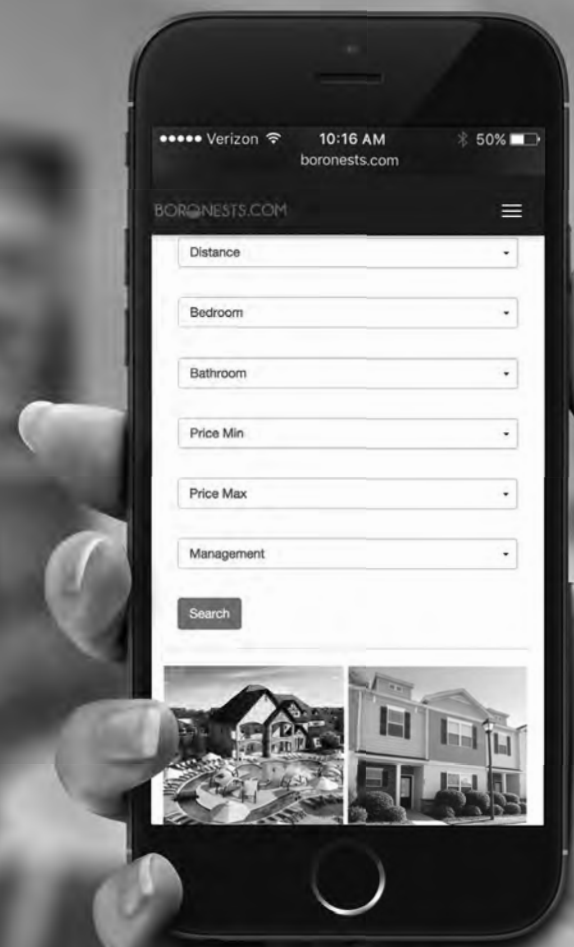 Verizon 10:16 AM 50%
boronests.com
BORONESTS.COM
Distance
Bedroom
Bathroom
Price Min
Price Max
Management
Search